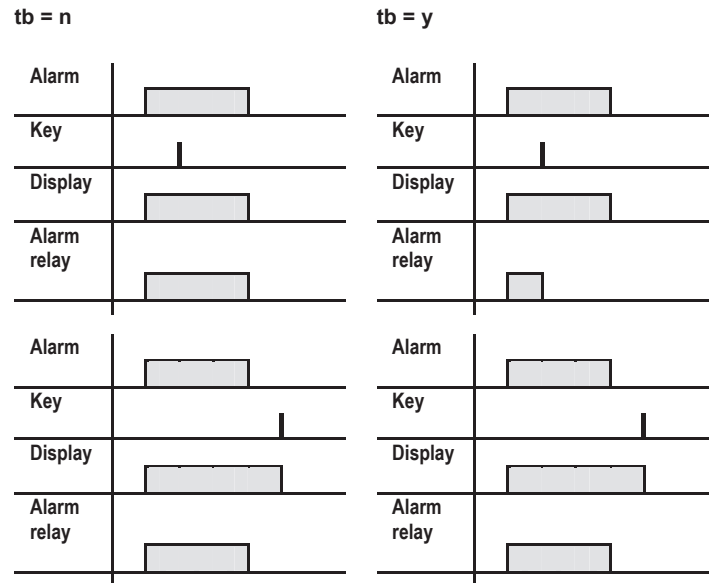 tb = n
Alarm
Key
Display
Alarm
relay
Alarm
Key
Display
Alarm
relay
tb = y
Alarm
Key
Display
Alarm
relay
Alarm
Key
Display
Alarm
relay